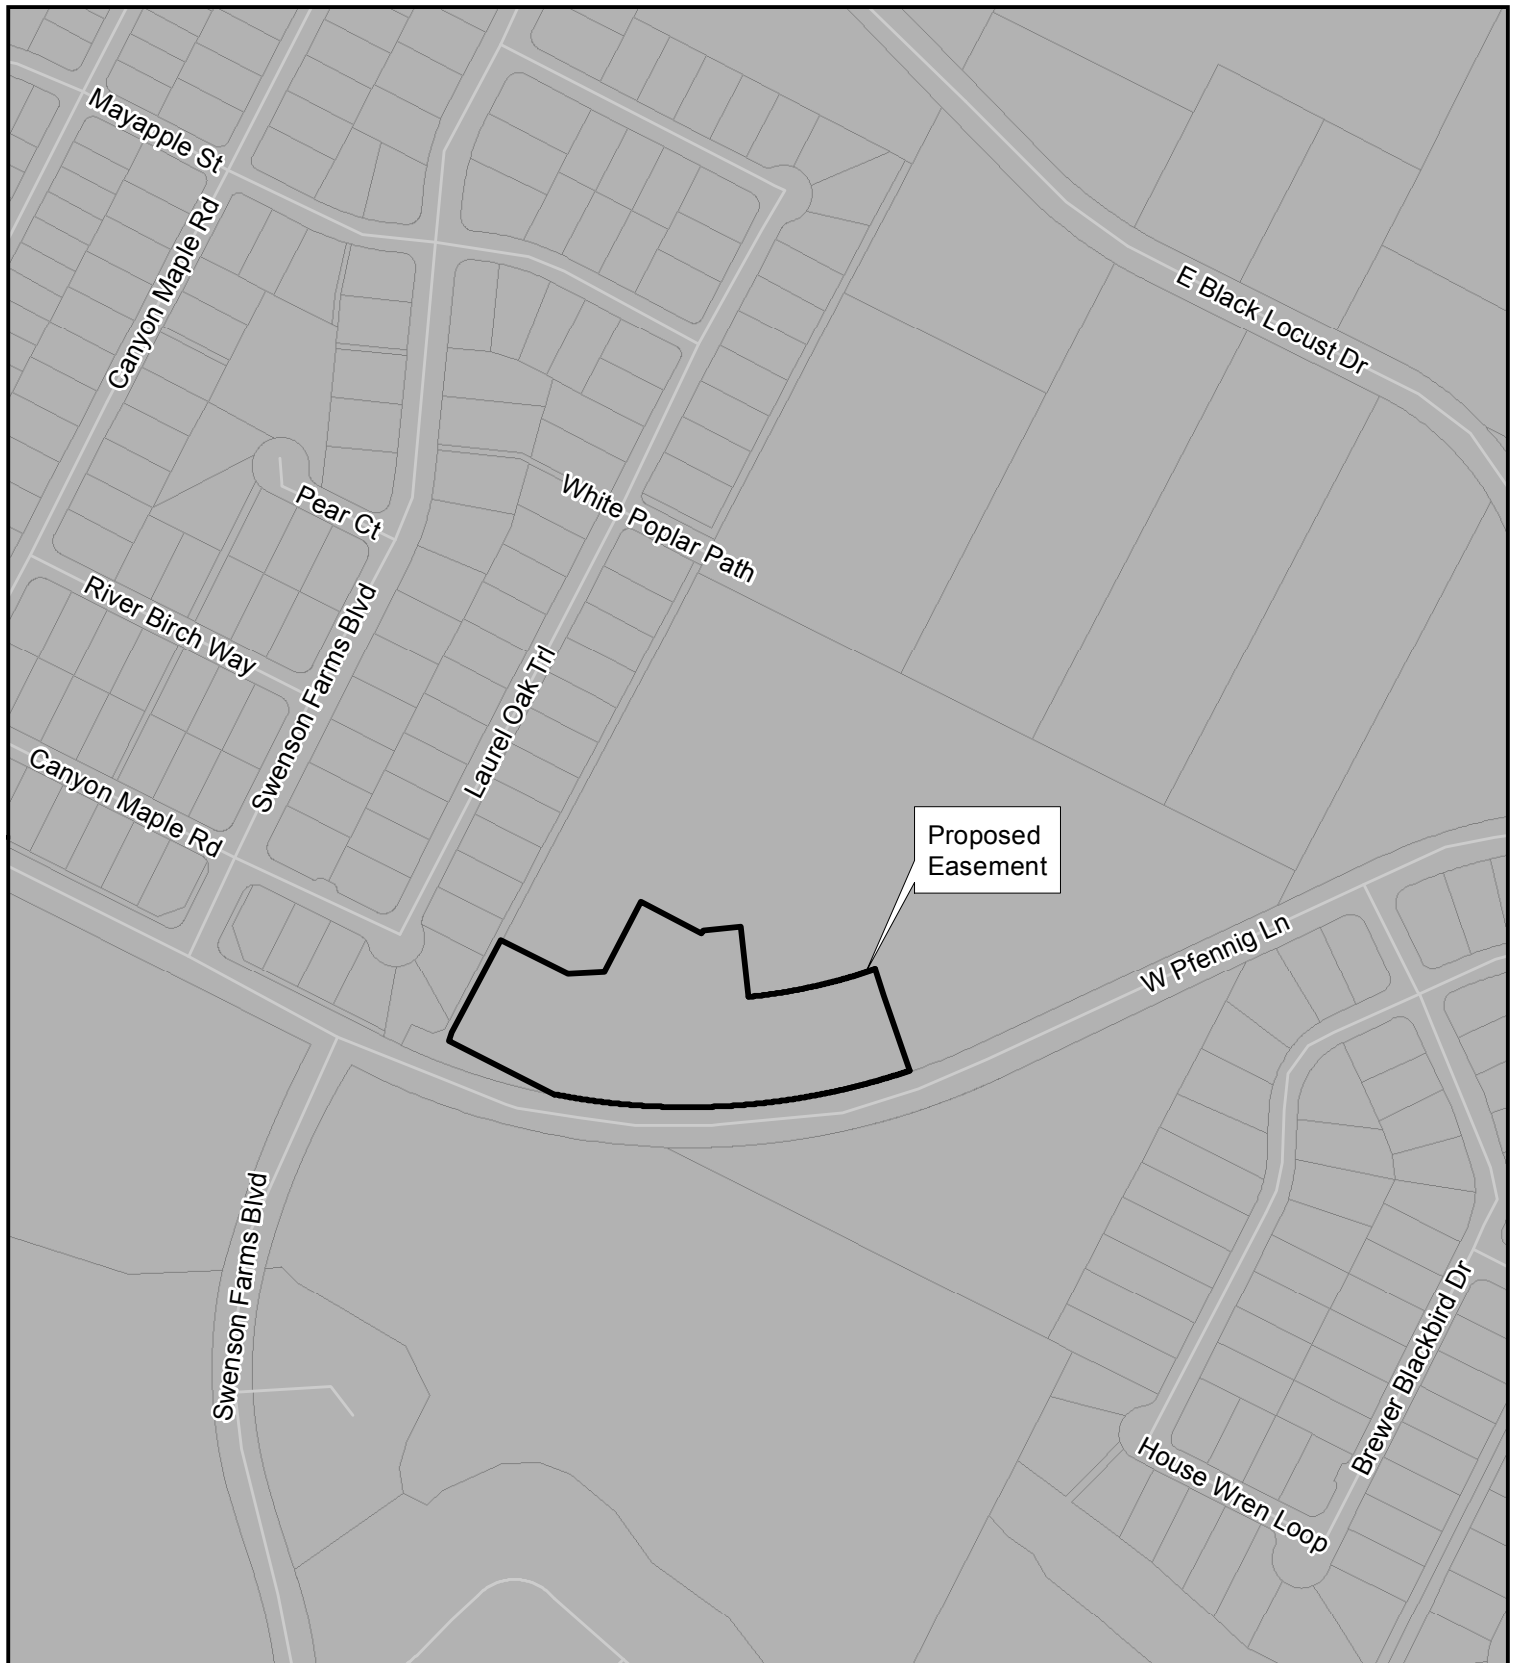 Mayapple St
Canyon Maple Rd
E Black Locust Dr
White Poplar Path
Pear Ct
River Birch Way
Swenson Farms Blvd
Laurel Oak Trl
Canyon Maple Rd
Proposed
Easement
W Pfennig Ln
Swenson Farms Blvd
Brewer Blackbird Dr
House Wren Loop